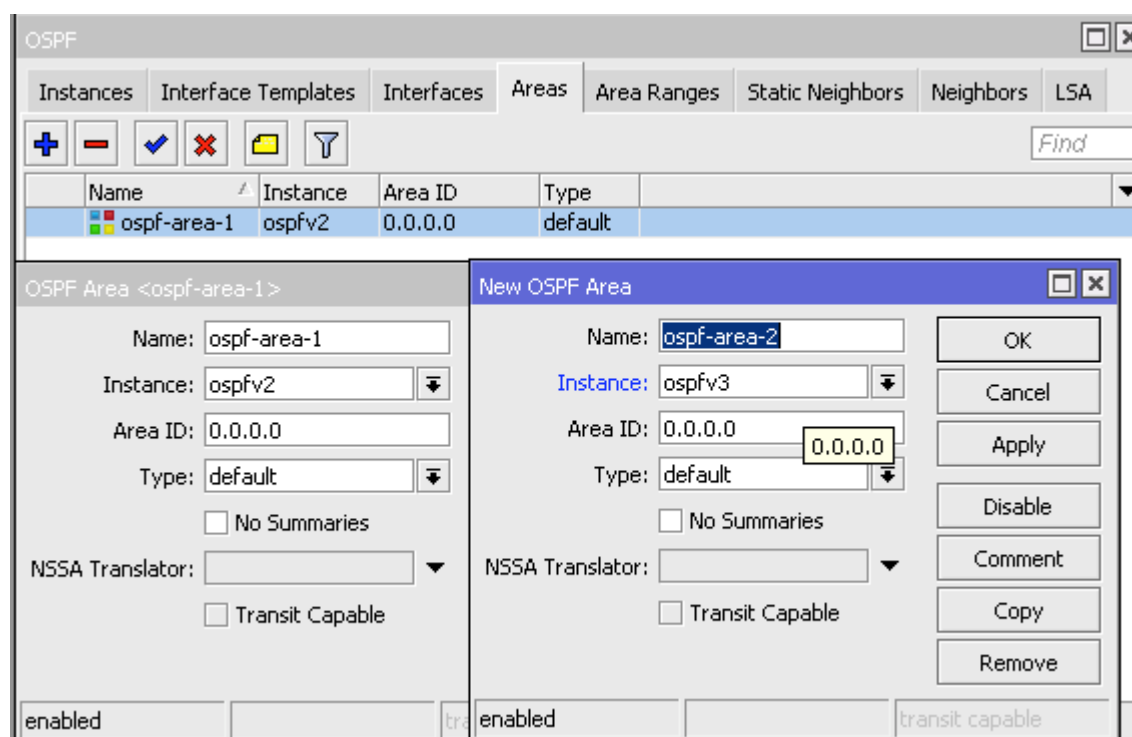 OSPF
Instances Interface Templates Interfaces Areas Area Ranges Static Neighbors Neighbors LSA
Find
Name Instance Area ID Type
ospf-area-1 ospfv2 0.0.0.0 default
OSPF Area <ospf-area-1>
Name: ospf-area-1
Instance: ospfv2
Area ID: 0.0.0.0
Type: default
No Summaries
NSSA Translator:
Transit Capable
enabled
New OSPF Area
Name: ospf-area-2
Instance: ospfv3
Area ID: 0.0.0.0
0.0.0.0
Type: default
No Summaries
NSSA Translator:
Transit Capable
OK
Cancel
Apply
Disable
Comment
Copy
Remove
enabled
transit capable